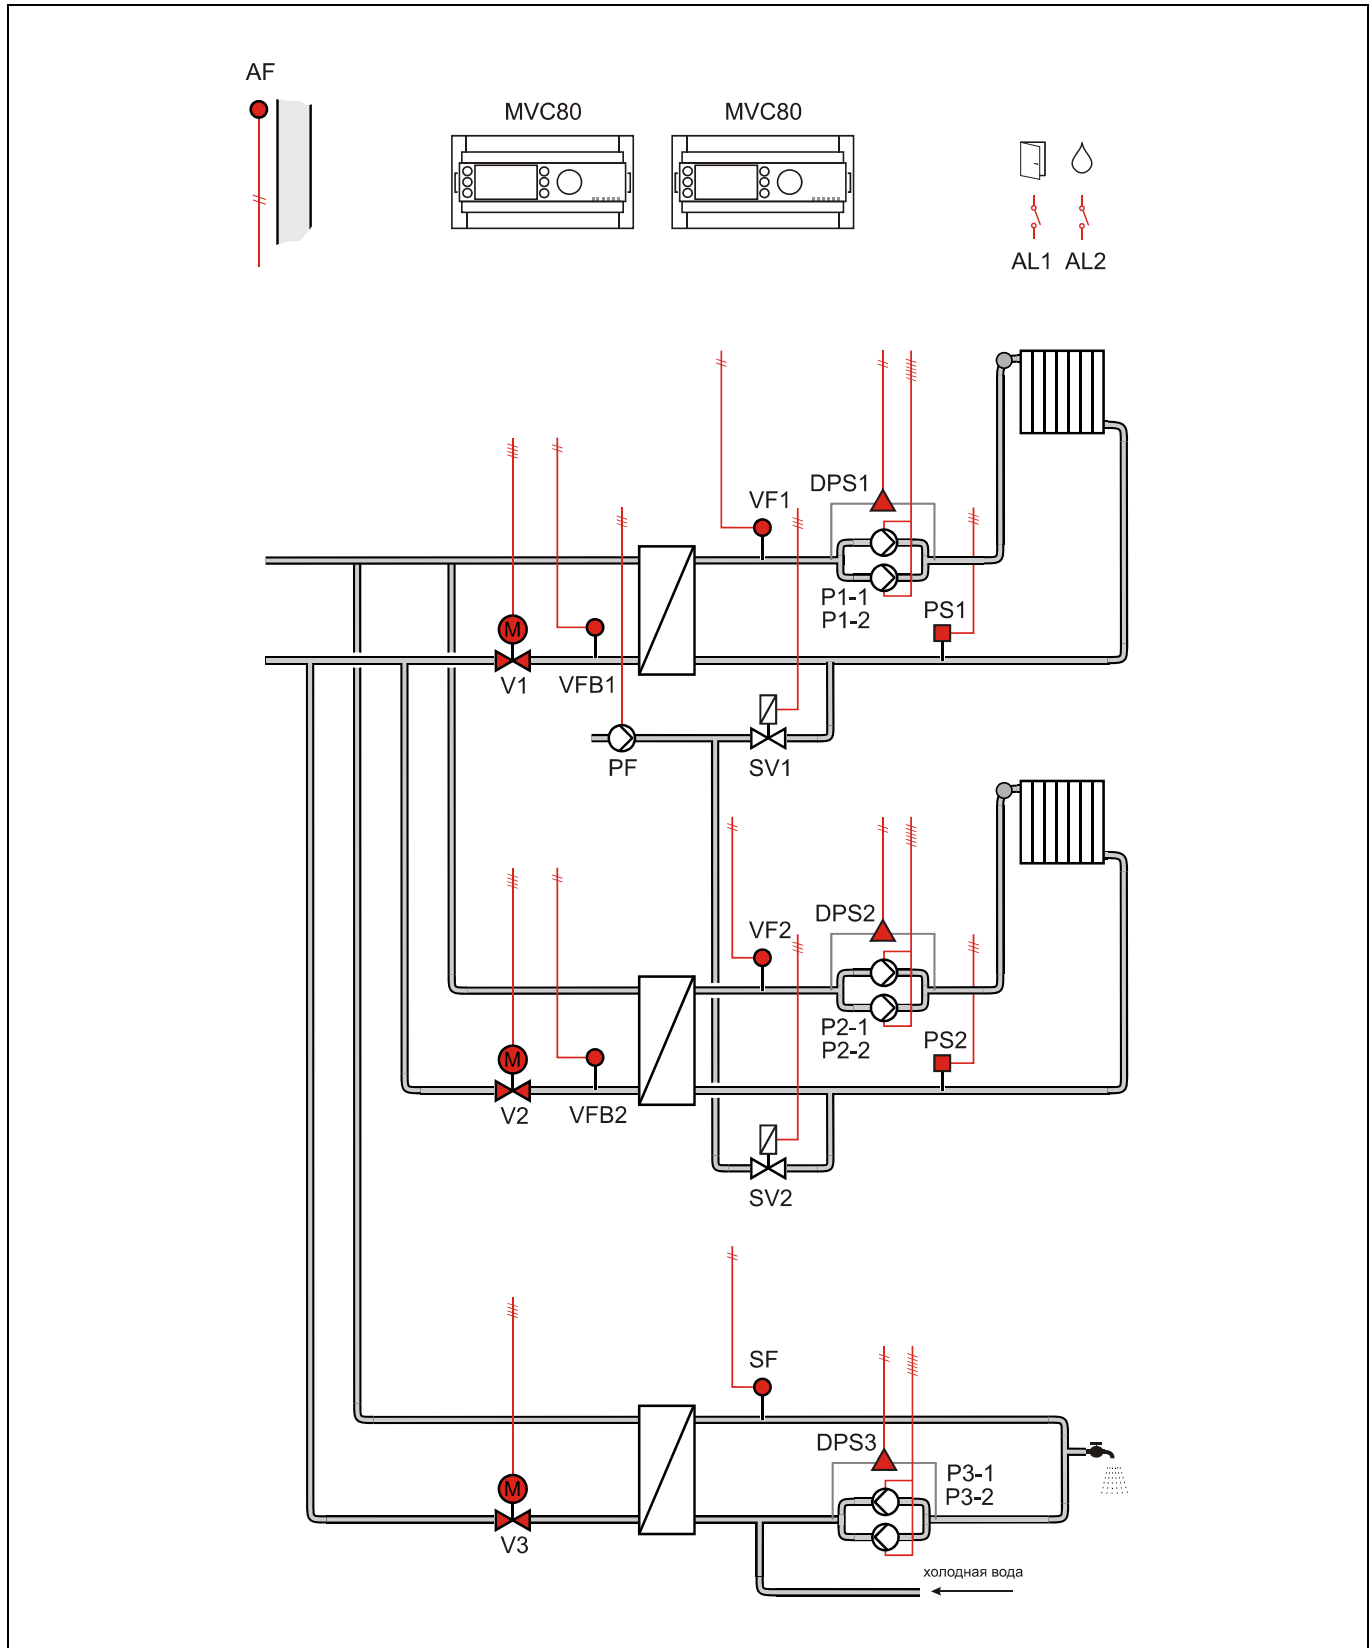 AF
MVC80
MVC80
AL1
AL2
DPS1
VF1
P1-1
P1-2
PS1
M
V1
VFB1
PF
SV1
DPS2
VF2
P2-1
P2-2
PS2
M
V2
VFB2
SV2
SF
DPS3
P3-1
P3-2
M
V3
холодная вода